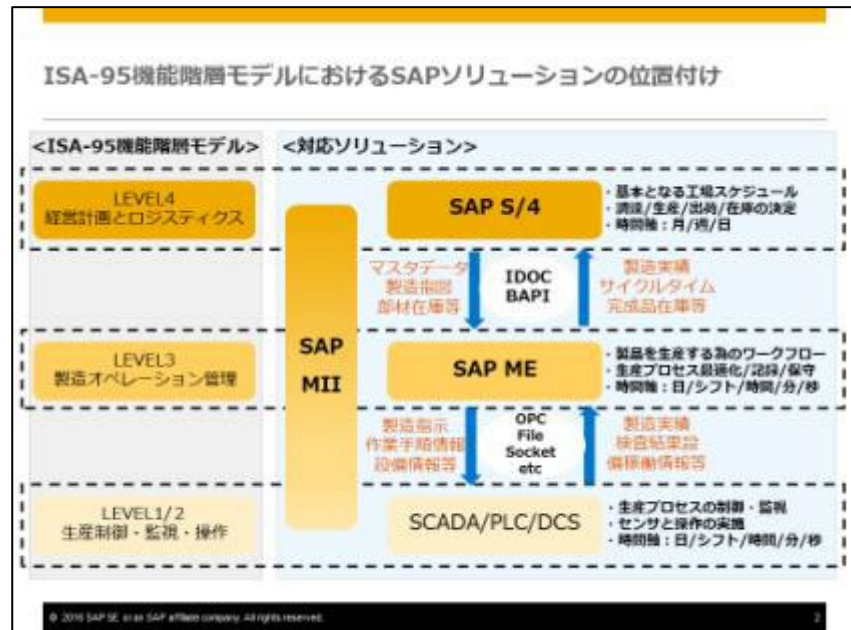 ISA-95機能階層モデルにおけるSAPソリューションの位置付け
<ISA-95機能階層モデル>
<対応ソリューション>
LEVEL4
経営計画とロジスティクス
SAP S/4
・基本となる工場スケジュール
・調達/生産/出荷/在庫の決定
・時間軸：月/週/日
マスタデータ
製造指図
部材在庫等
IDOC
BAPI
製造実績
サイクルタイム
完成品在庫等
SAP
MII
LEVEL3
製造オペレーション管理
SAP ME
・製品を生産する為のワークフロー
・生産プロセス最適化/記録/保守
・時間軸：日/シフト/時間/分/秒
製造指示
作業手順情報
設備情報等
OPC
File
Socket
etc
製造実績
検査結果設
備稼働情報等
LEVEL1/2
生産制御・監視・操作
SCADA/PLC/DCS
・生産プロセスの制御・監視
・センサと操作の実施
・時間軸：日/シフト/時間/分/秒
© 2016 SAP SE or an SAP affiliate company. All rights reserved.
2